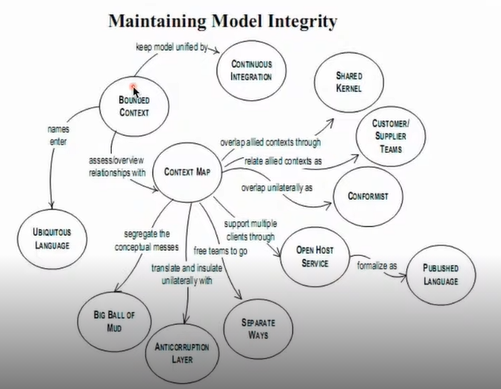 Maintaining Model Integrity
keep model unified by
CONTINUOUS
INTEGRATION
SHARED
KERNEL
BOUNDED
CONTEXT
CUSTOMER/
SUPPLIER
TEAMS
names
enter
overlap allied contexts through
assess/overview
relationships with
relate allied contexts as
CONTEXT MAP
overlap unilaterally as
CONFORMIST
UBIQUITOUS
LANGUAGE
segregate the
conceptual messes
support multiple
clients through
free teams to go
OPEN HOST
SERVICE
formalize as
PUBLISHED
LANGUAGE
translate and insulate
unilaterally with
BIG BALL OF
MUD
SEPARATE
WAYS
ANTICORRUPTION
LAYER